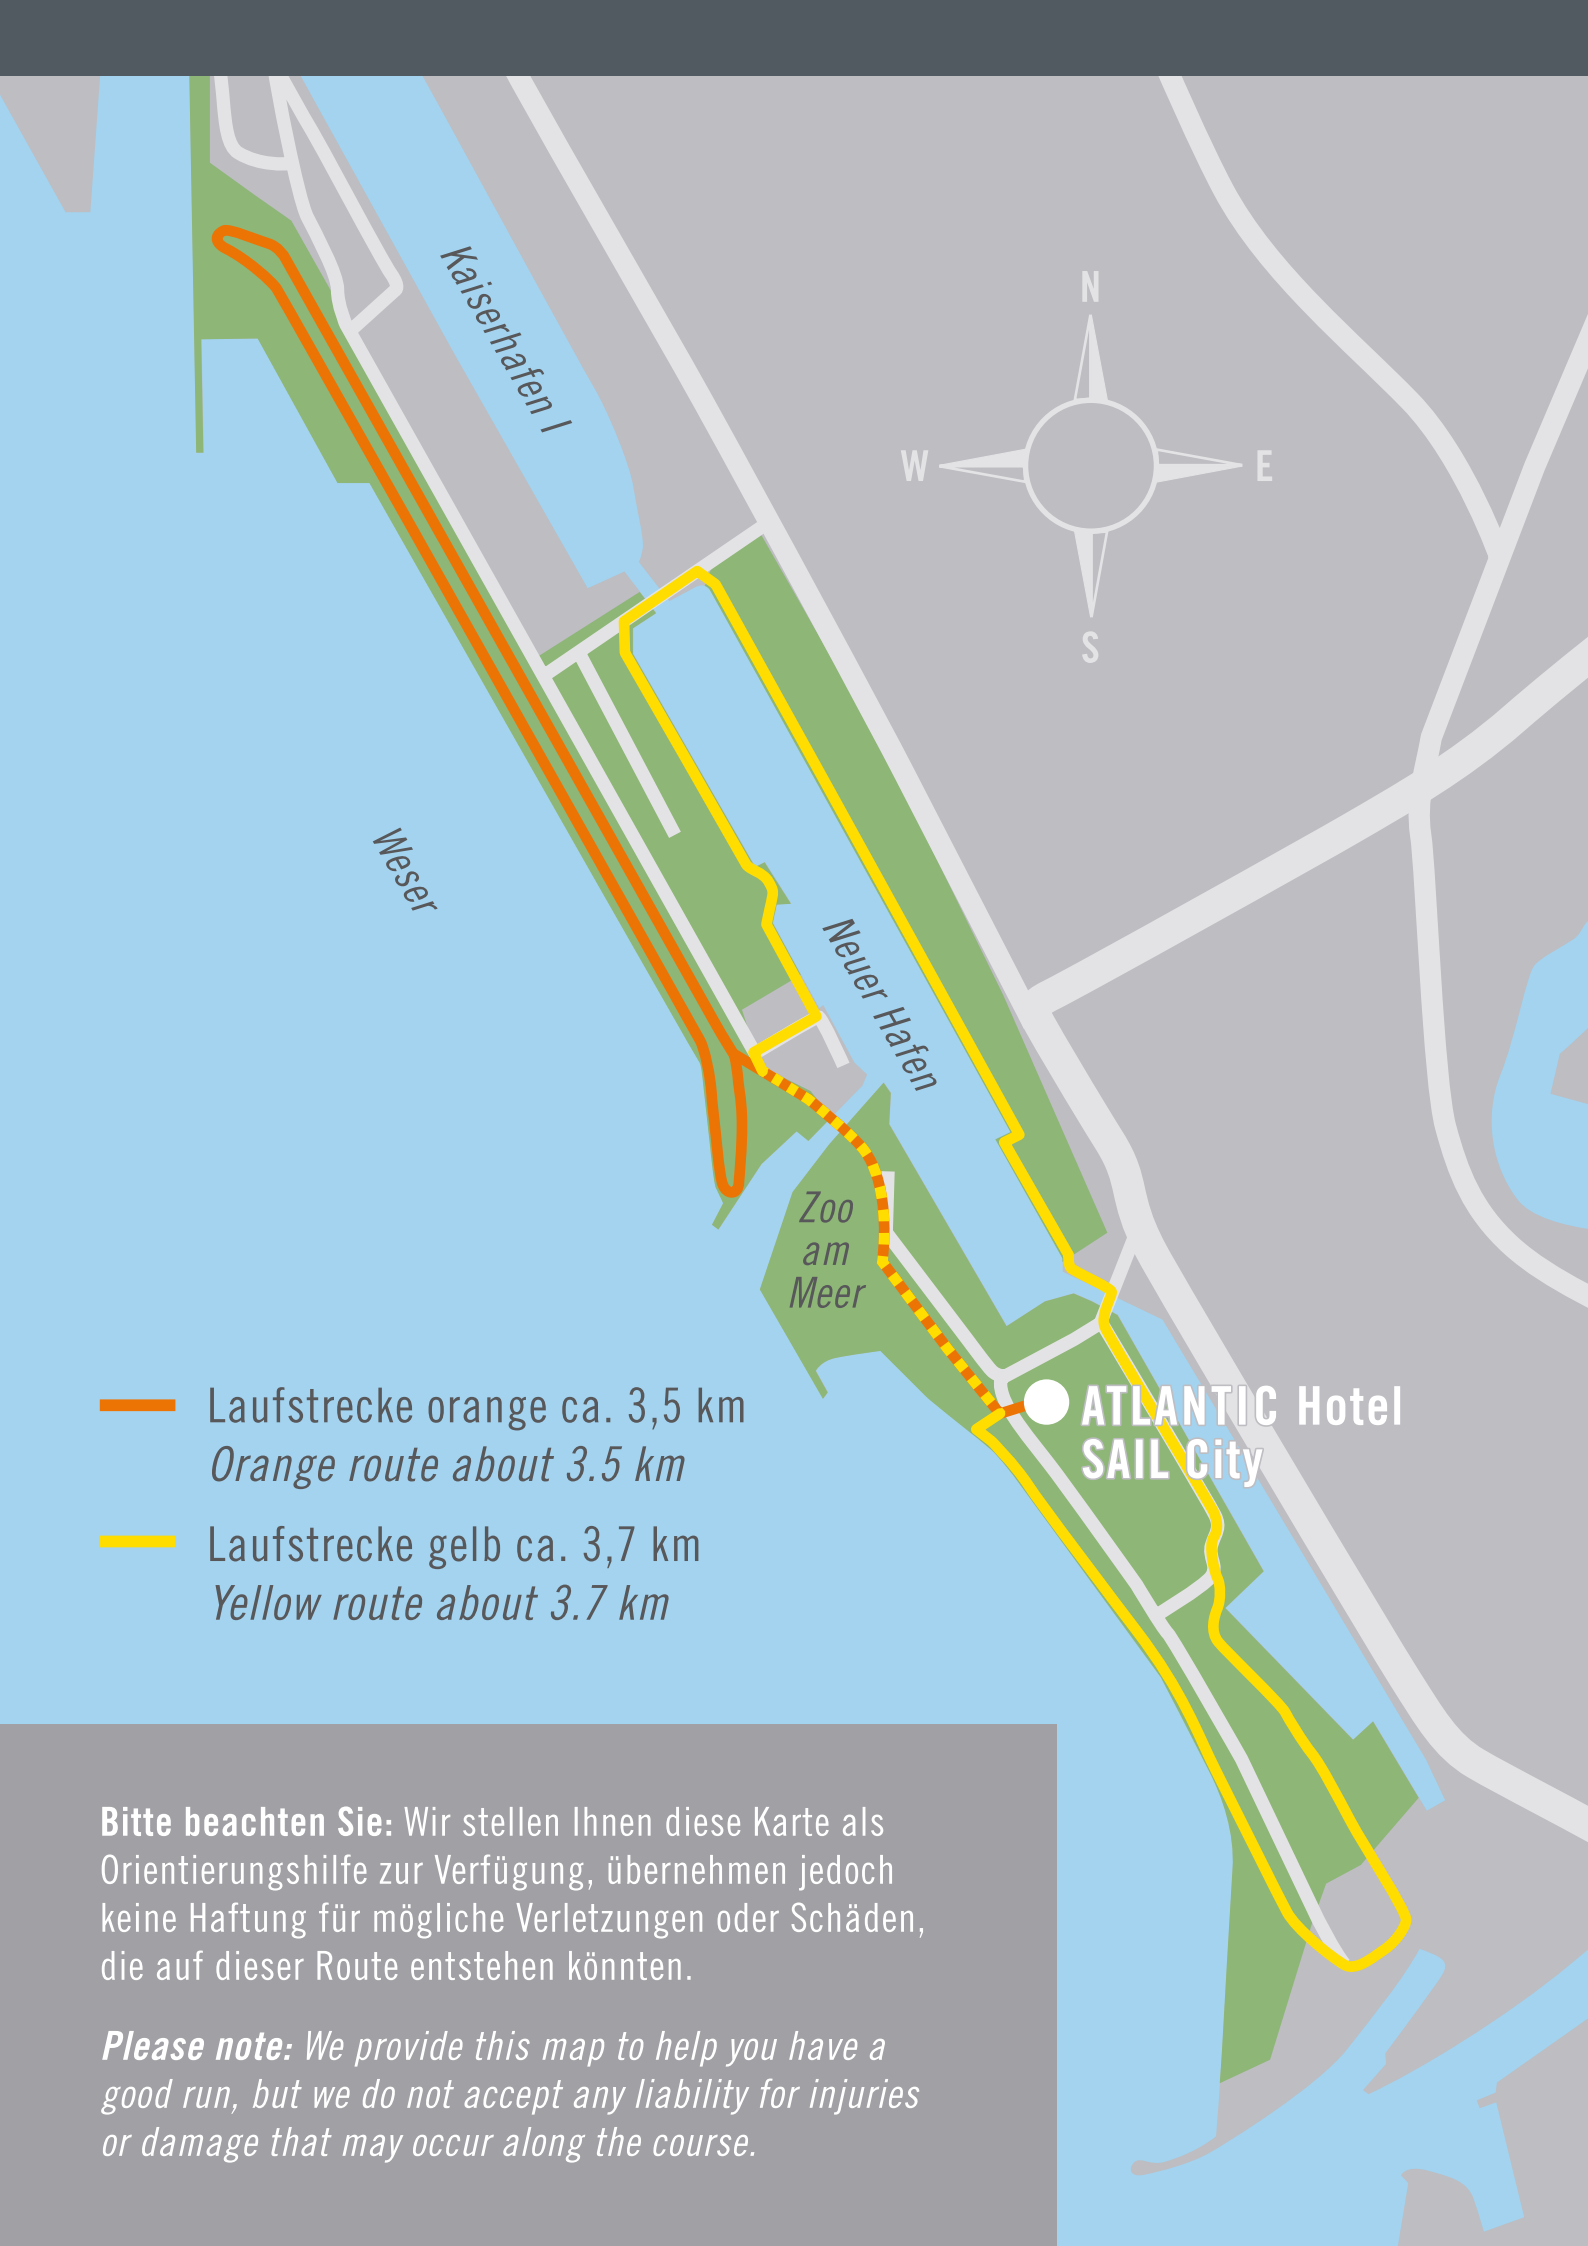 Kaiserhafen I
N
W
E
S
Weser
Neuer Hafen
Zoo
am
Meer
ATLANTIC Hotel
SAIL City
Laufstrecke orange ca. 3,5 km
Orange route about 3.5 km
Laufstrecke gelb ca. 3,7 km
Yellow route about 3.7 km
Bitte beachten Sie: Wir stellen Ihnen diese Karte als
Orientierungshilfe zur Verfügung, übernehmen jedoch
keine Haftung für mögliche Verletzungen oder Schäden,
die auf dieser Route entstehen könnten.
Please note: We provide this map to help you have a
good run, but we do not accept any liability for injuries
or damage that may occur along the course.